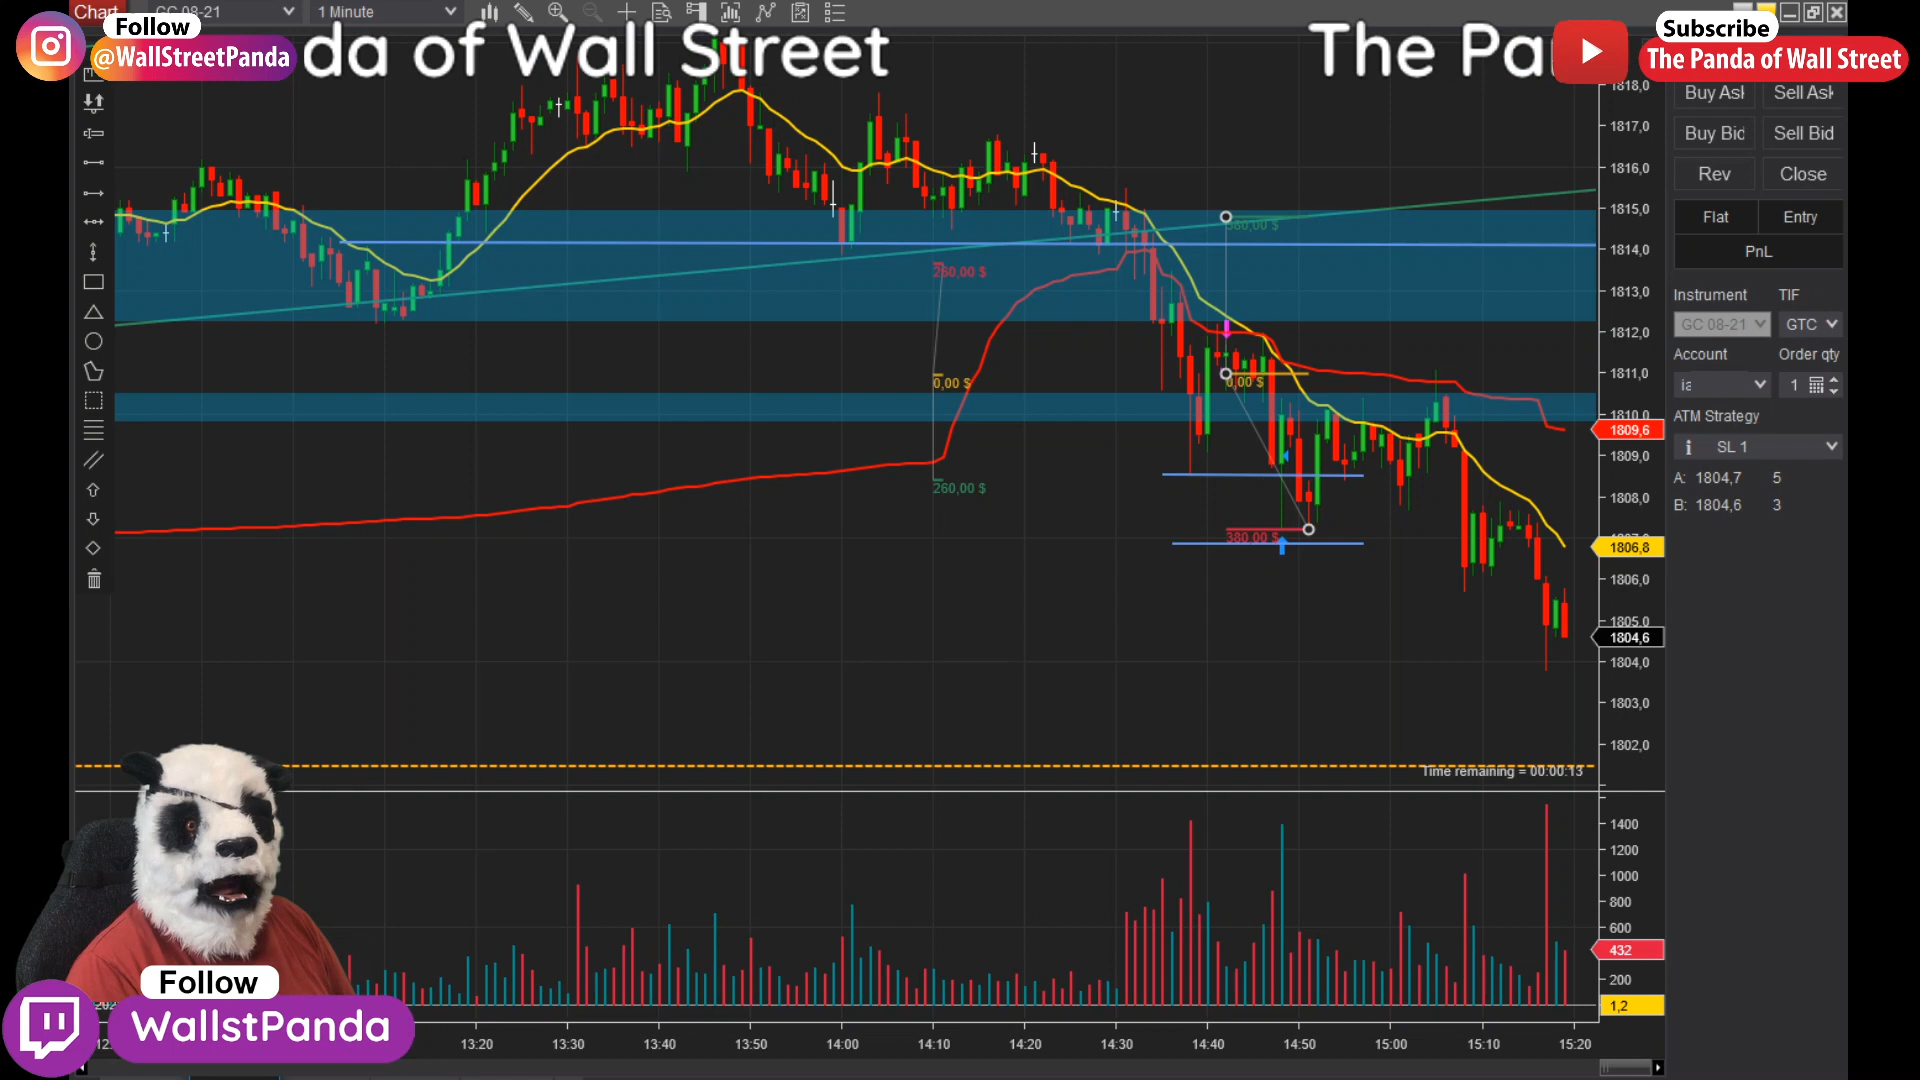 Chart
GC 08-21
1 Minute
Follow
@WallStreetPanda
da of Wall Street
The Pa
Subscribe
The Panda of Wall Street
1818,0
1817,0
1816,0
1815,0
1814,0
1813,0
1812,0
1811,0
1810,0
1809,6
1809,0
1808,0
1806,8
1806,0
1805,0
1804,6
1804,0
1803,0
1802,0
260,00 $
0,00 $
260,00 $
0,00 $
380,00 $
Time remaining = 00:00:13
Buy Ask
Sell Ask
Buy Bid
Sell Bid
Rev
Close
Flat
Entry
PnL
Instrument
TIF
GC 08-21
GTC
Account
Order qty
1
ATM Strategy
SL 1
A: 1804,7 5
B: 1804,6 3
1400
1200
1000
800
600
432
200
1,2
Follow
WallstPanda
13:20
13:30
13:40
13:50
14:00
14:10
14:20
14:30
14:40
14:50
15:00
15:10
15:20